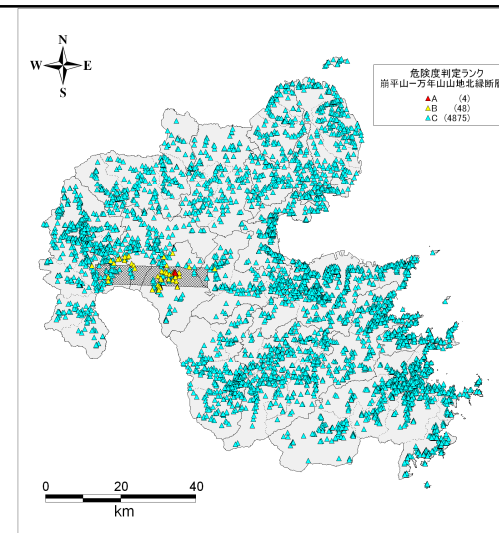 N
W E
S
危険度判定ランク
崩平山ー万年山山地北縁断層
A (4)
B (48)
C (4875)
0 20 40
km